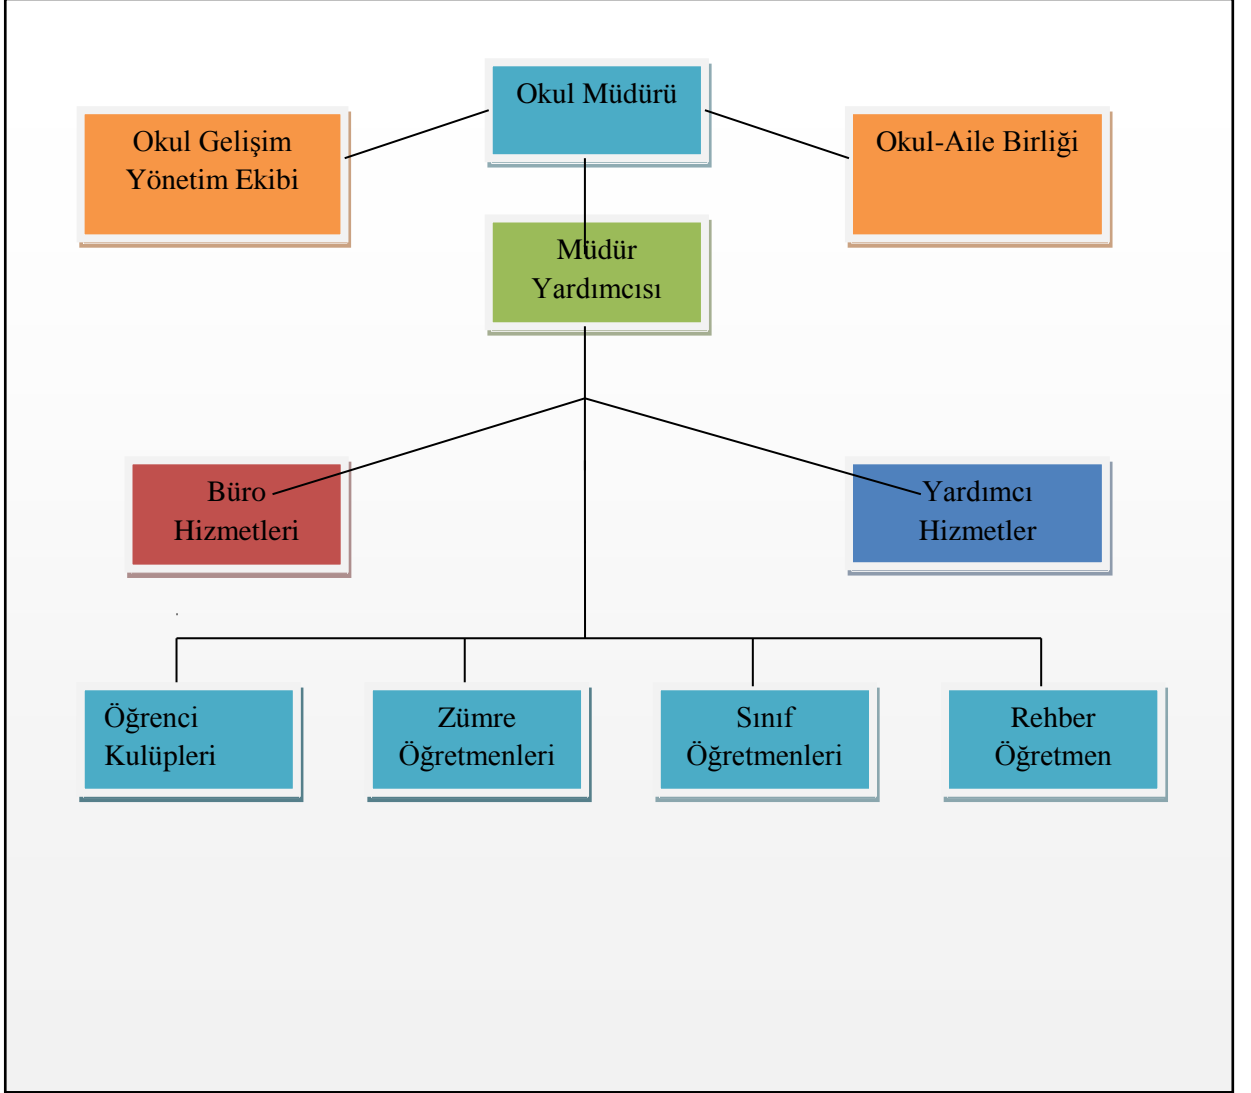 Okul Müdürü
Okul Gelişim
Yönetim Ekibi
Okul-Aile Birliği
Müdür
Yardımcısı
Büro
Hizmetleri
Yardımcı
Hizmetler
Öğrenci
Kulüpleri
Zümre
Öğretmenleri
Sınıf
Öğretmenleri
Rehber
Öğretmen